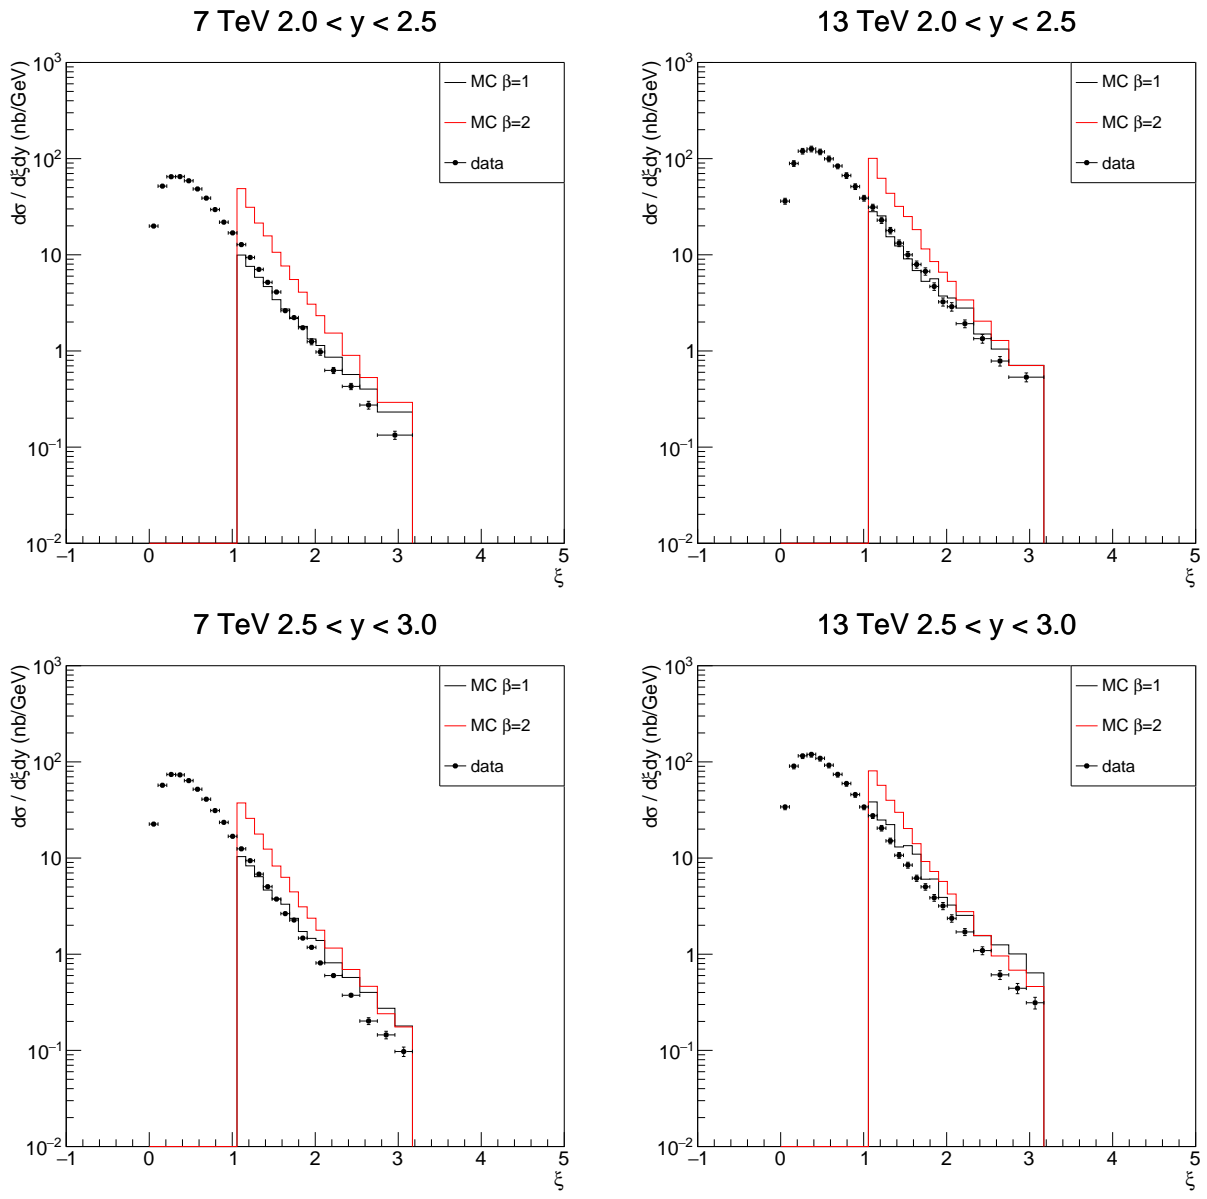 7 TeV 2.0 < y < 2.5
dσ / dξdy (nb/GeV)
10³
10²
10
1
10⁻¹
10⁻²
−1 0 1 2 3 4 5
ξ
MC β=1
MC β=2
data
13 TeV 2.0 < y < 2.5
dσ / dξdy (nb/GeV)
10³
10²
10
1
10⁻¹
10⁻²
−1 0 1 2 3 4 5
ξ
MC β=1
MC β=2
data
7 TeV 2.5 < y < 3.0
dσ / dξdy (nb/GeV)
10³
10²
10
1
10⁻¹
10⁻²
−1 0 1 2 3 4 5
ξ
MC β=1
MC β=2
data
13 TeV 2.5 < y < 3.0
dσ / dξdy (nb/GeV)
10³
10²
10
1
10⁻¹
10⁻²
−1 0 1 2 3 4 5
ξ
MC β=1
MC β=2
data